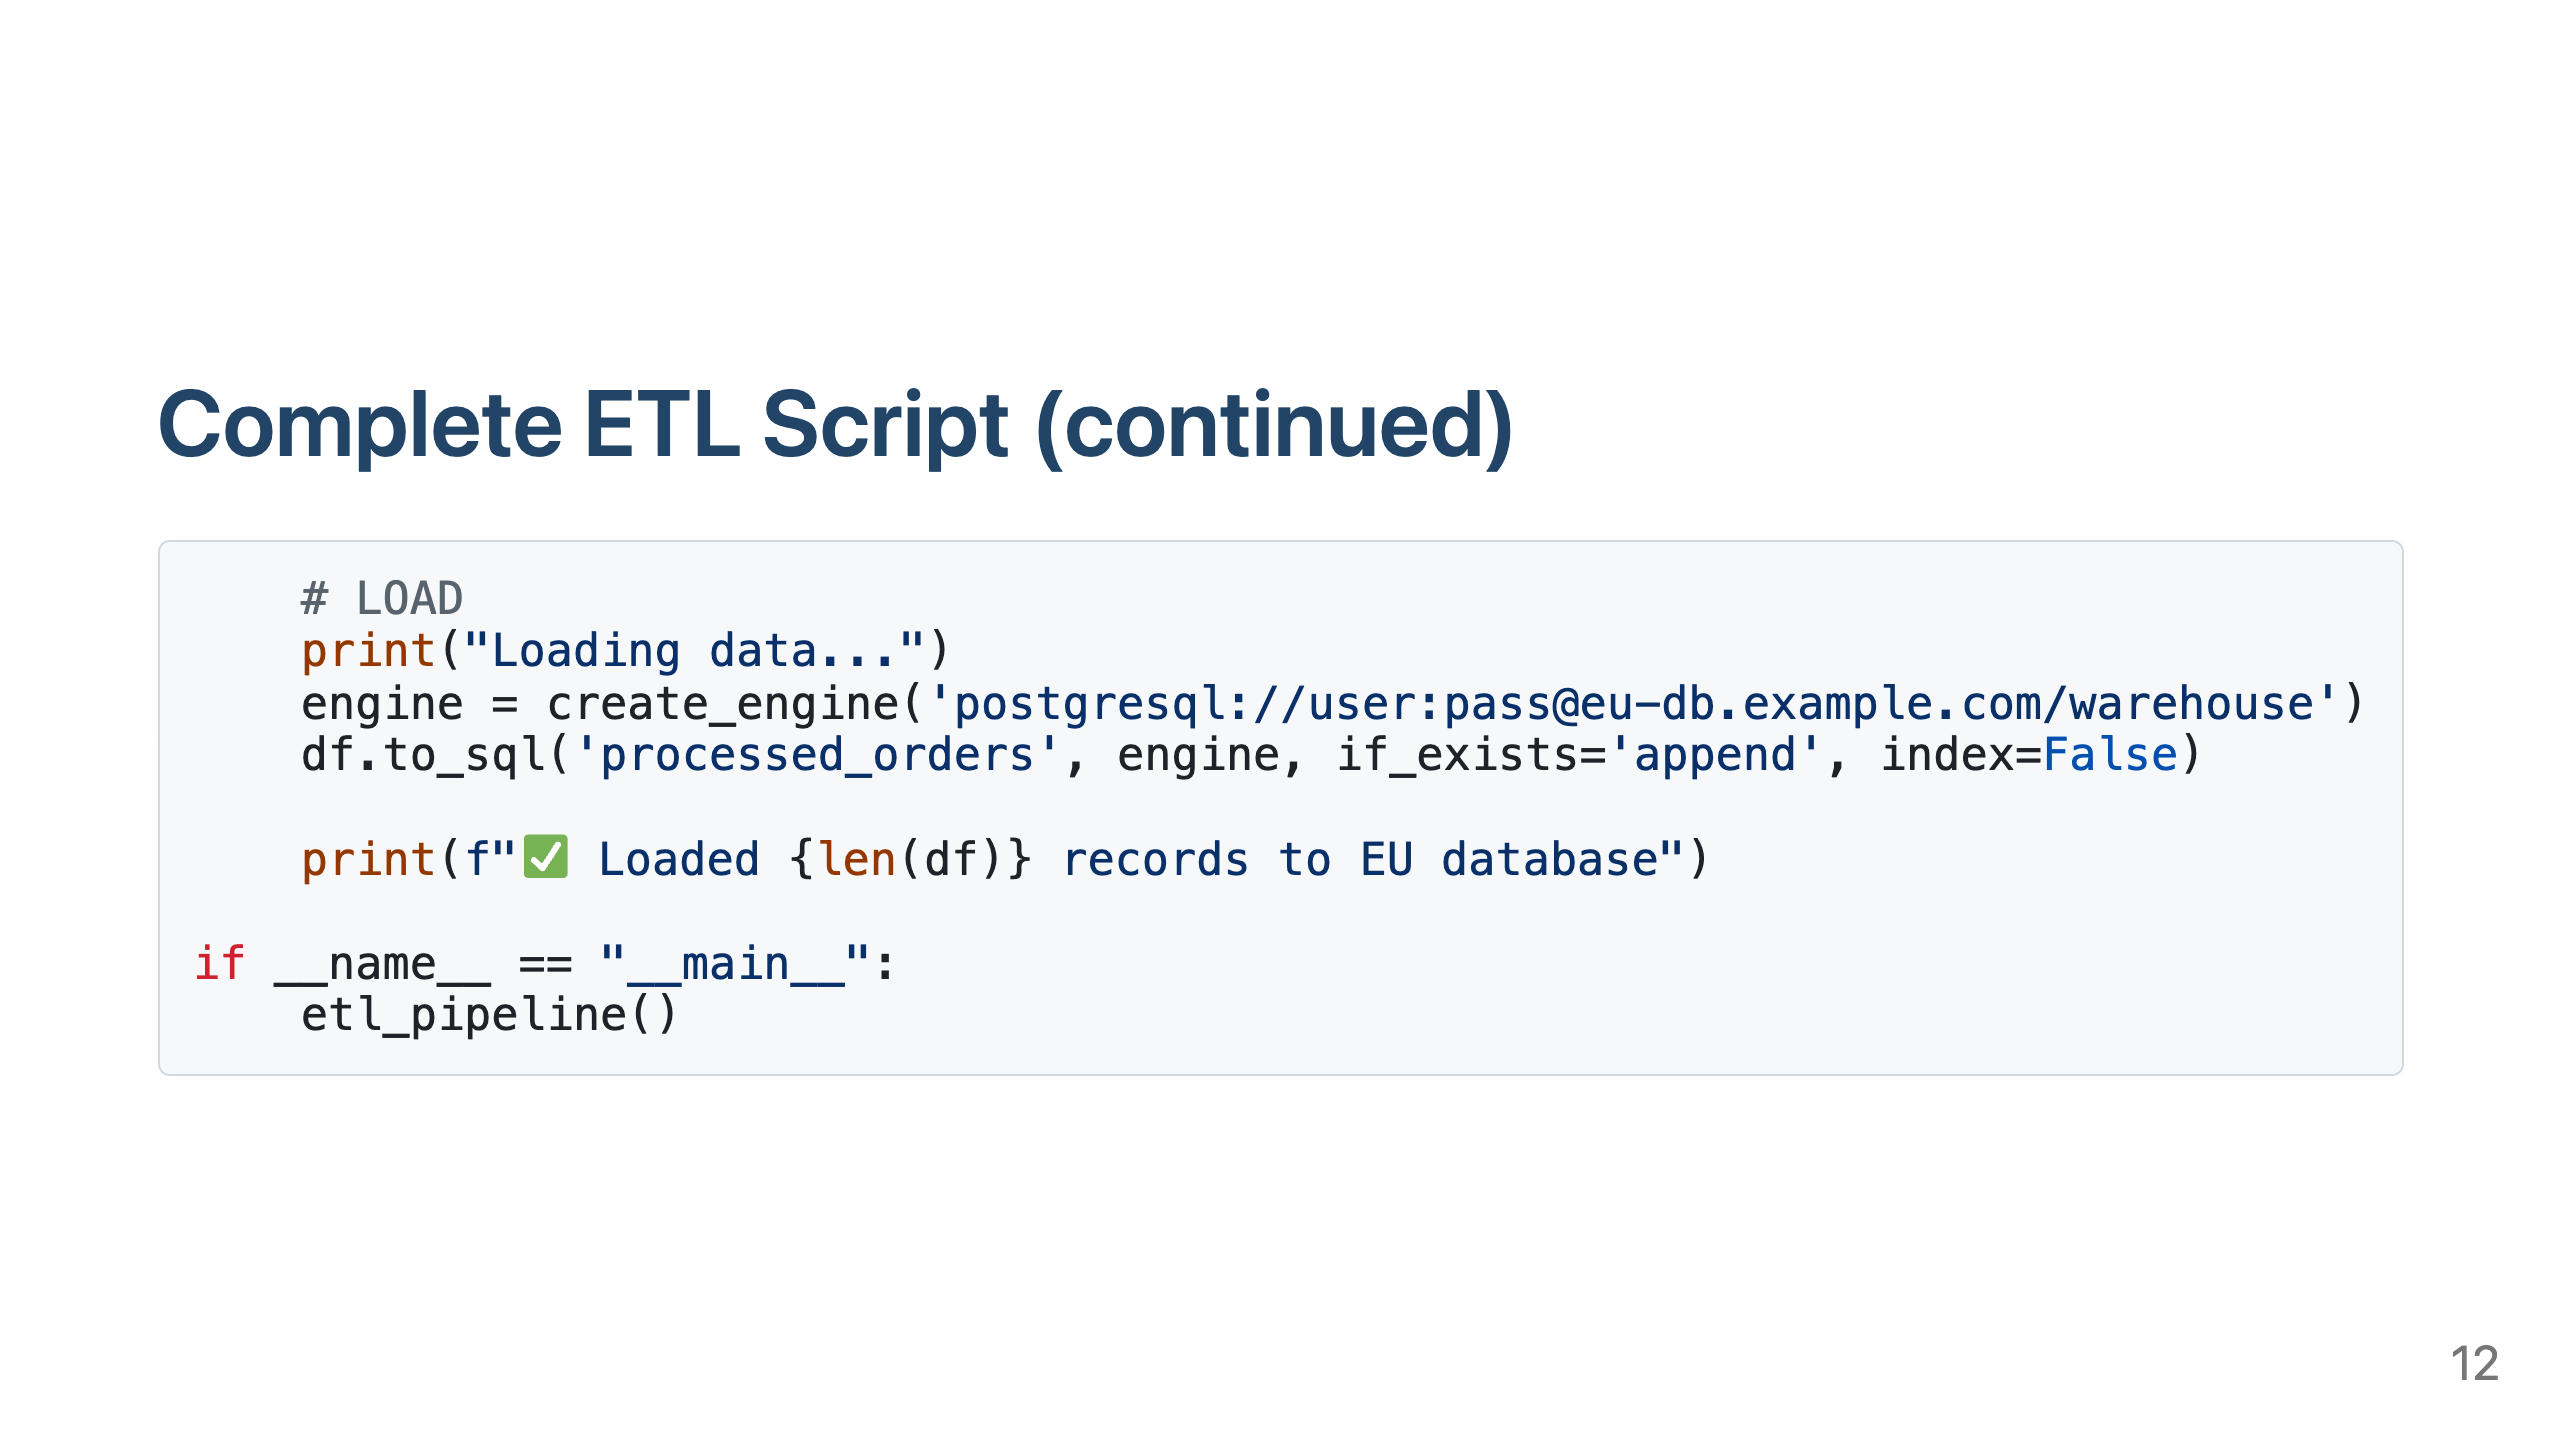 Complete ETL Script (continued)
    # LOAD
    print("Loading data...")
    engine = create_engine('postgresql://user:pass@eu-db.example.com/warehouse')
    df.to_sql('processed_orders', engine, if_exists='append', index=False)
    print(f"✅ Loaded {len(df)} records to EU database")
if __name__ == "__main__":
    etl_pipeline()
12